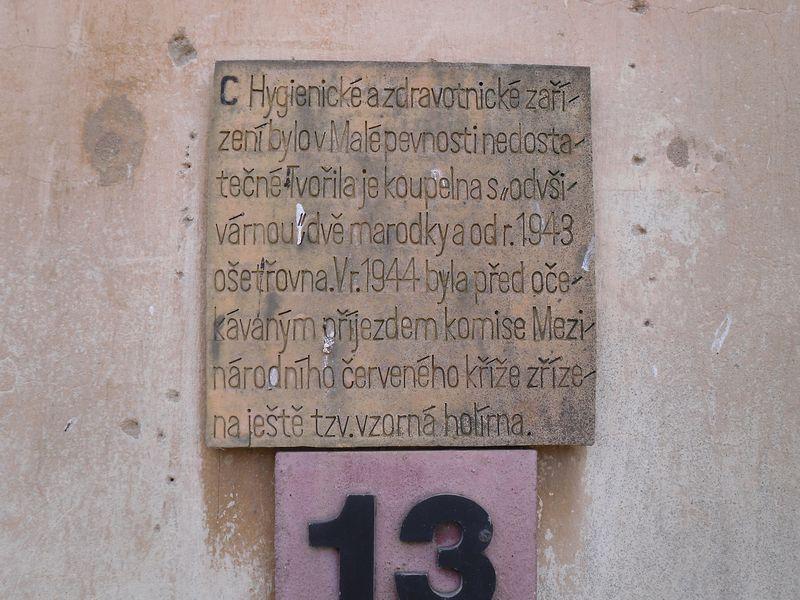 C Hygienické a zdravotnické zaří-
zení bylo v Malé pevnosti nedosta-
tečné. Tvořila je koupelna s „odvši-
várnou", dvě marodky a od r. 1943
ošetřovna. V r. 1944 byla před oče-
kávaným příjezdem komise Mezi-
národního červeného kříže zříze-
na ještě tzv. vzorná holírna.
13